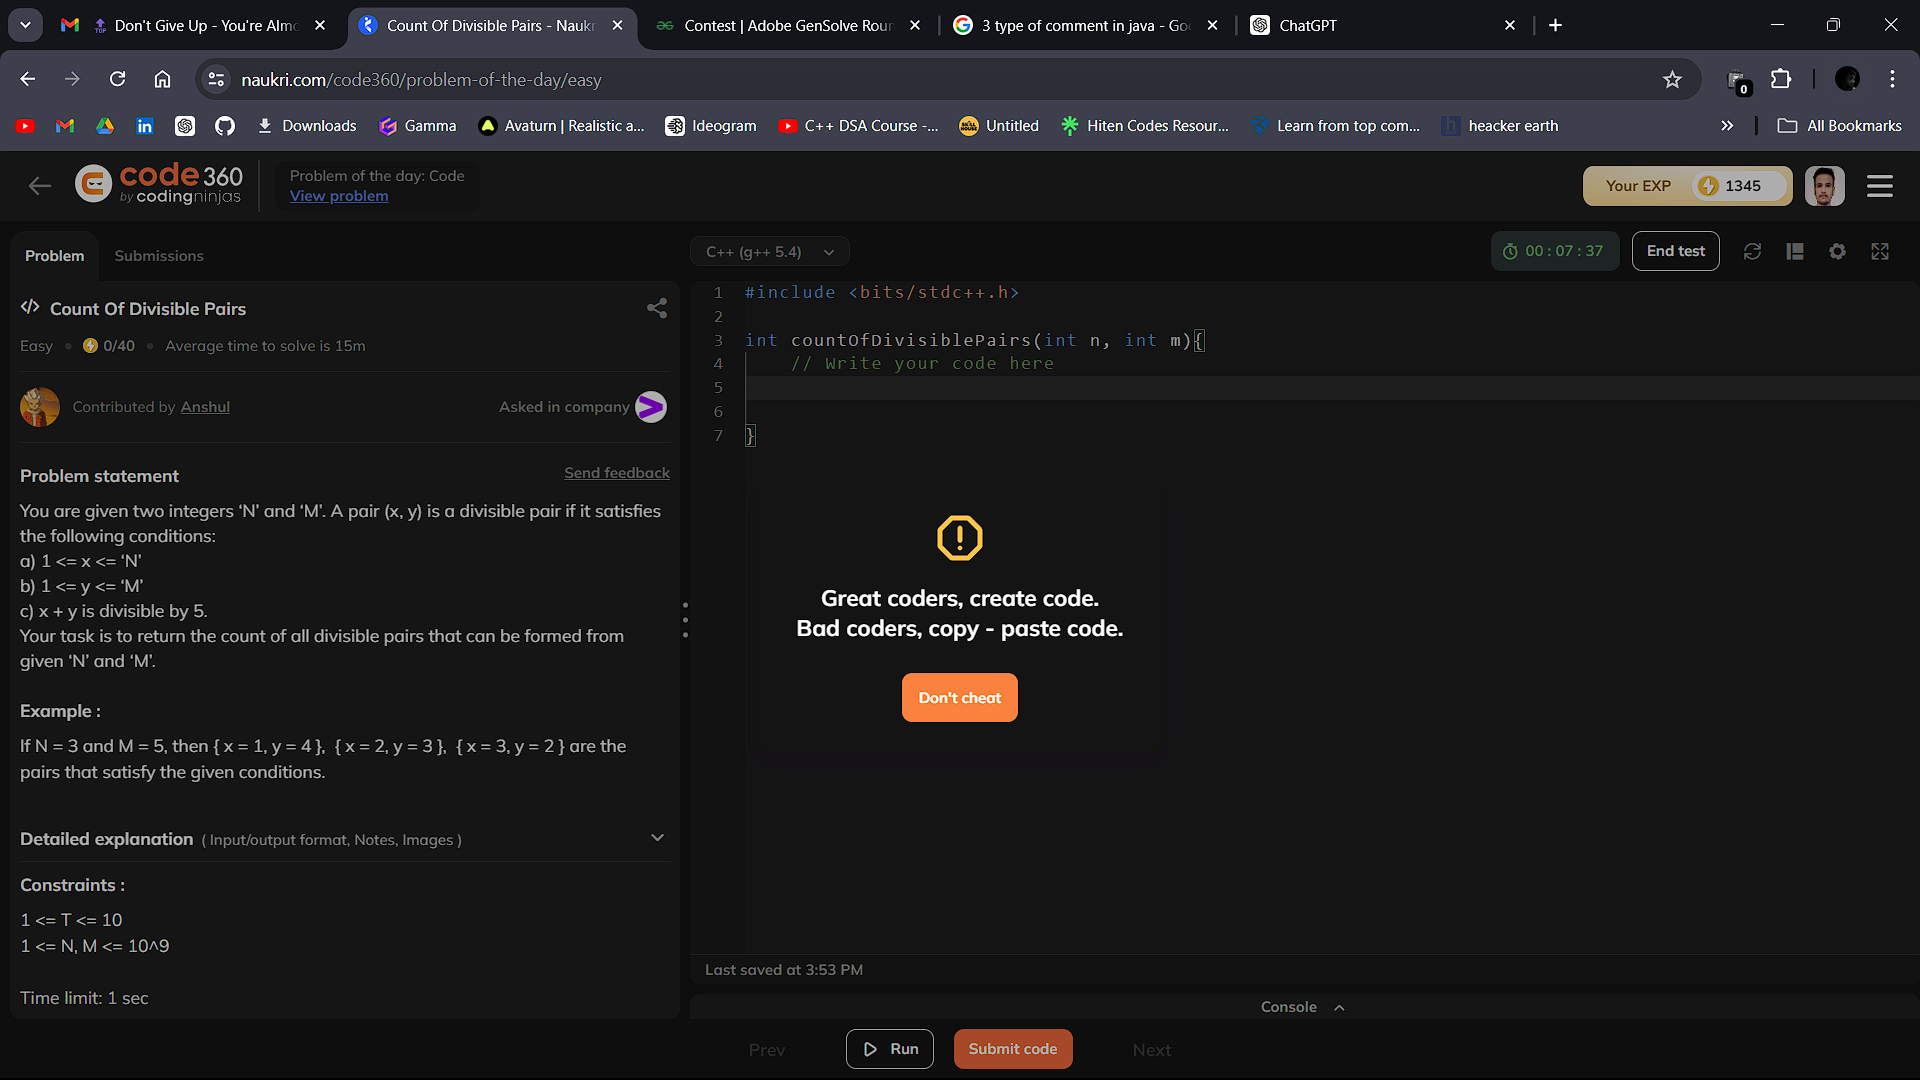 Don't Give Up - You're Alm
Count Of Divisible Pairs - Naukr
Contest | Adobe GenSolve Rour
3 type of comment in java - Go
ChatGPT
naukri.com/code360/problem-of-the-day/easy
0
Downloads
Gamma
Avaturn | Realistic a...
Ideogram
C++ DSA Course -...
Untitled
Hiten Codes Resour...
Learn from top com...
heacker earth
All Bookmarks
code 360
by codingninjas
Problem of the day: Code
View problem
Your EXP
1345
Problem
Submissions
C++ (g++ 5.4)
00 : 07 : 37
End test
Count Of Divisible Pairs
Easy • 0/40 • Average time to solve is 15m
Contributed by Anshul
Asked in company
Problem statement
Send feedback
You are given two integers ‘N’ and ‘M’. A pair (x, y) is a divisible pair if it satisfies
the following conditions:
a) 1 <= x <= ‘N’
b) 1 <= y <= ‘M’
c) x + y is divisible by 5.
Your task is to return the count of all divisible pairs that can be formed from
given ‘N’ and ‘M’.
Example :
If N = 3 and M = 5, then { x = 1, y = 4 }, { x = 2, y = 3 }, { x = 3, y = 2 } are the
pairs that satisfy the given conditions.
Detailed explanation ( Input/output format, Notes, Images )
Constraints :
1 <= T <= 10
1 <= N, M <= 10^9
Time limit: 1 sec
1 #include <bits/stdc++.h>
2
3 int countOfDivisiblePairs(int n, int m){
4 // Write your code here
5
6
7 }
Great coders, create code.
Bad coders, copy - paste code.
Don't cheat
Last saved at 3:53 PM
Console
Prev
Run
Submit code
Next